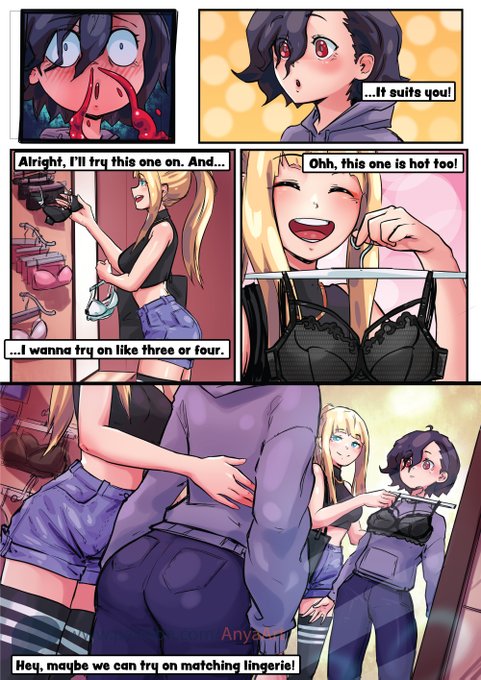 ...It suits you!
Alright, I'll try this one on. And...
Ohh, this one is hot too!
...I wanna try on like three or four.
AnyaArt
Hey, maybe we can try on matching lingerie!